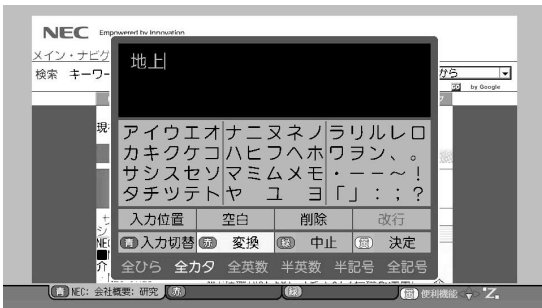 NEC Empowered by Innovation
メイン・ナビゲ
検索 キーワー
から
by Google
地上
現
アイウエオナニヌネノラリルレロ
カキクケコハヒフヘホワヲン、。
サシスセソマミムメモ・ー−～！
タチツテトヤ ユ ヨ「」：；？
入力位置 空白 削除 改行
青 入力切替 赤 変換 緑 中止 黄 決定
全ひら 全カタ 全英数 半英数 半記号 全記号
NE
介
青 NEC: 会社概要: 研究 赤 緑 黄 便利機能